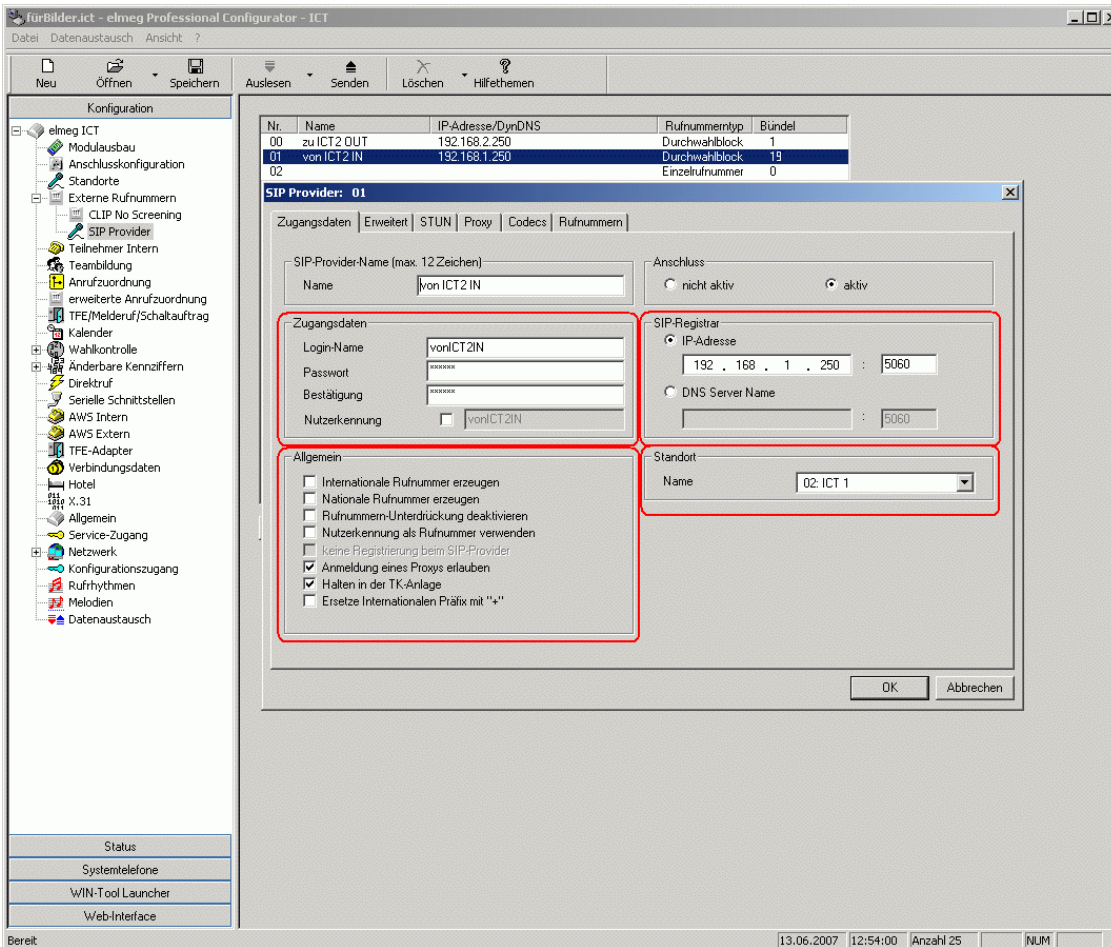 fürBilder.ict - elmeg Professional Configurator - ICT
Datei Datenaustausch Ansicht ?
Neu Öffnen Speichern Auslesen Senden Löschen Hilfethemen
Konfiguration
elmeg ICT
Modulausbau
Anschlusskonfiguration
Standorte
Externe Rufnummern
CLIP No Screening
SIP Provider
Teilnehmer Intern
Teambildung
Anrufzuordnung
erweiterte Anrufzuordnung
TFE/Melderuf/Schaltauftrag
Kalender
Wahlkontrolle
Änderbare Kennziffern
Direktruf
Serielle Schnittstellen
AWS Intern
AWS Extern
TFE-Adapter
Verbindungsdaten
Hotel
X.31
Allgemein
Service-Zugang
Netzwerk
Konfigurationszugang
Rufrhythmen
Melodien
Datenaustausch
Status
Systemtelefone
WIN-Tool Launcher
Web-Interface
Nr. Name IP-Adresse/DynDNS Rufnummerntyp Bündel
00 zu ICT2 OUT 192.168.2.250 Durchwahlblock 1
01 von ICT2 IN 192.168.1.250 Durchwahlblock 19
02 Einzelrufnummer 0
SIP Provider: 01
Zugangsdaten Erweitert STUN Proxy Codecs Rufnummern
SIP-Provider-Name (max. 12 Zeichen)
Name von ICT2 IN
Anschluss
nicht aktiv aktiv
Zugangsdaten
Login-Name vonICT2IN
Passwort ******
Bestätigung ******
Nutzerkennung vonICT2IN
SIP-Registrar
IP-Adresse
192 . 168 . 1 . 250 : 5060
DNS Server Name
: 5060
Allgemein
Internationale Rufnummer erzeugen
Nationale Rufnummer erzeugen
Rufnummern-Unterdrückung deaktivieren
Nutzerkennung als Rufnummer verwenden
keine Registrierung beim SIP-Provider
Anmeldung eines Proxys erlauben
Halten in der TK-Anlage
Ersetze Internationalen Präfix mit "+"
Standort
Name 02: ICT 1
OK Abbrechen
Bereit 13.06.2007 12:54:00 Anzahl 25 NUM